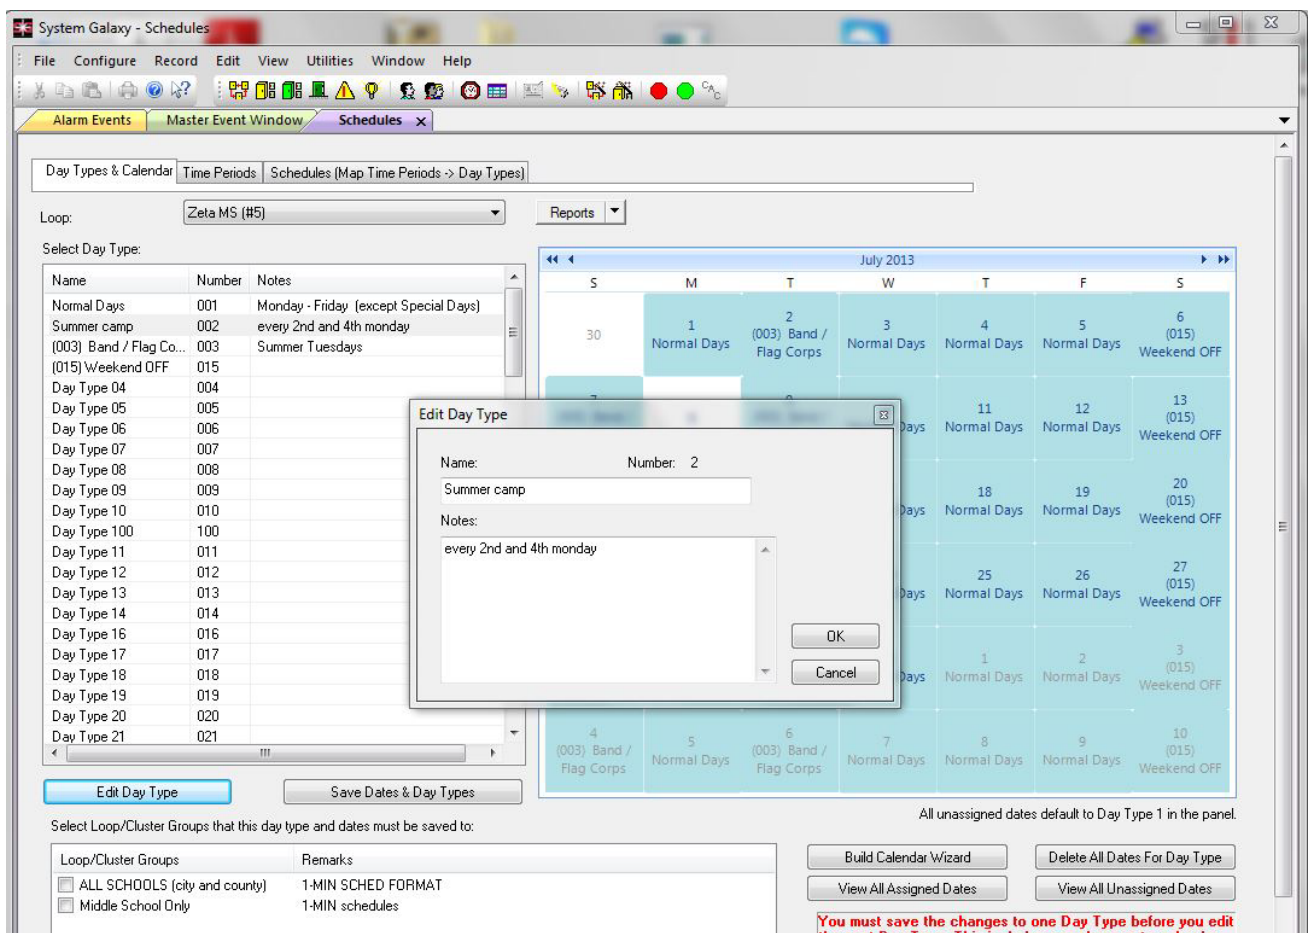 System Galaxy - Schedules
File Configure Record Edit View Utilities Window Help
Alarm Events Master Event Window Schedules x
Day Types & Calendar Time Periods Schedules (Map Time Periods -> Day Types)
Loop: Zeta MS (#5) Reports
Select Day Type:
Name Number Notes
Normal Days 001 Monday - Friday (except Special Days)
Summer camp 002 every 2nd and 4th monday
(003) Band / Flag Co... 003 Summer Tuesdays
(015) Weekend OFF 015
Day Type 04 004
Day Type 05 005
Day Type 06 006
Day Type 07 007
Day Type 08 008
Day Type 09 009
Day Type 10 010
Day Type 100 100
Day Type 11 011
Day Type 12 012
Day Type 13 013
Day Type 14 014
Day Type 16 016
Day Type 17 017
Day Type 18 018
Day Type 19 019
Day Type 20 020
Day Type 21 021
Edit Day Type Save Dates & Day Types
July 2013
S M T W T F S
30
1
Normal Days
2
(003) Band /
Flag Corps
3
Normal Days
4
Normal Days
5
Normal Days
6
(015)
Weekend OFF
Days
11
Normal Days
12
Normal Days
13
(015)
Weekend OFF
Days
18
Normal Days
19
Normal Days
20
(015)
Weekend OFF
Days
25
Normal Days
26
Normal Days
27
(015)
Weekend OFF
Days
1
Normal Days
2
Normal Days
3
(015)
Weekend OFF
4
(003) Band /
Flag Corps
5
Normal Days
6
(003) Band /
Flag Corps
7
Normal Days
8
Normal Days
9
Normal Days
10
(015)
Weekend OFF
Edit Day Type
Name: Number: 2
Summer camp
Notes:
every 2nd and 4th monday
OK
Cancel
All unassigned dates default to Day Type 1 in the panel.
Select Loop/Cluster Groups that this day type and dates must be saved to:
Loop/Cluster Groups Remarks
ALL SCHOOLS (city and county) 1-MIN SCHED FORMAT
Middle School Only 1-MIN schedules
Build Calendar Wizard Delete All Dates For Day Type
View All Assigned Dates View All Unassigned Dates
You must save the changes to one Day Type before you edit